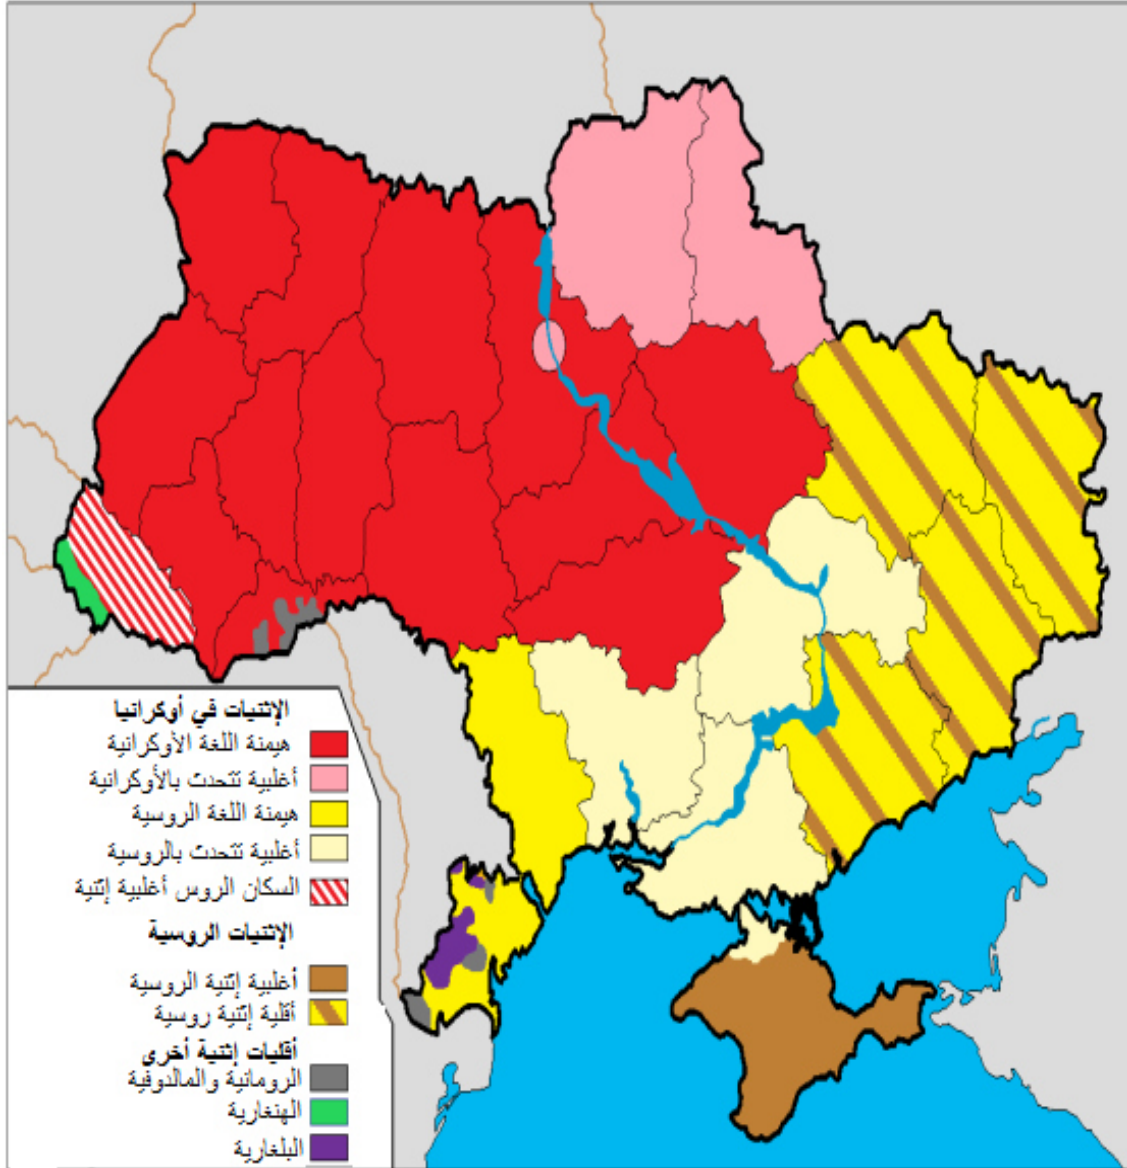 الإثنيات في أوكرانيا
هيمنة اللغة الأوكرانية
أغلبية تتحدث بالأوكرانية
هيمنة اللغة الروسية
أغلبية تتحدث بالروسية
السكان الروس أغلبية إثنية
الإثنيات الروسية
أغلبية إثنية الروسية
أقلية إثنية روسية
أقليات إثنية أخرى
الرومانية والمالدوفية
الهنغارية
البلغارية